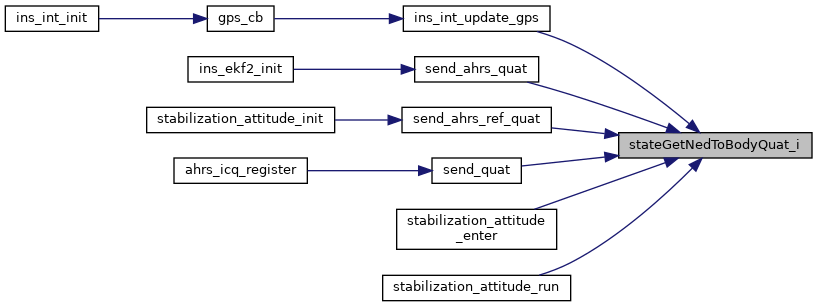 ins_int_init
gps_cb
ins_int_update_gps
ins_ekf2_init
send_ahrs_quat
stabilization_attitude_init
send_ahrs_ref_quat
stateGetNedToBodyQuat_i
ahrs_icq_register
send_quat
stabilization_attitude
_enter
stabilization_attitude_run